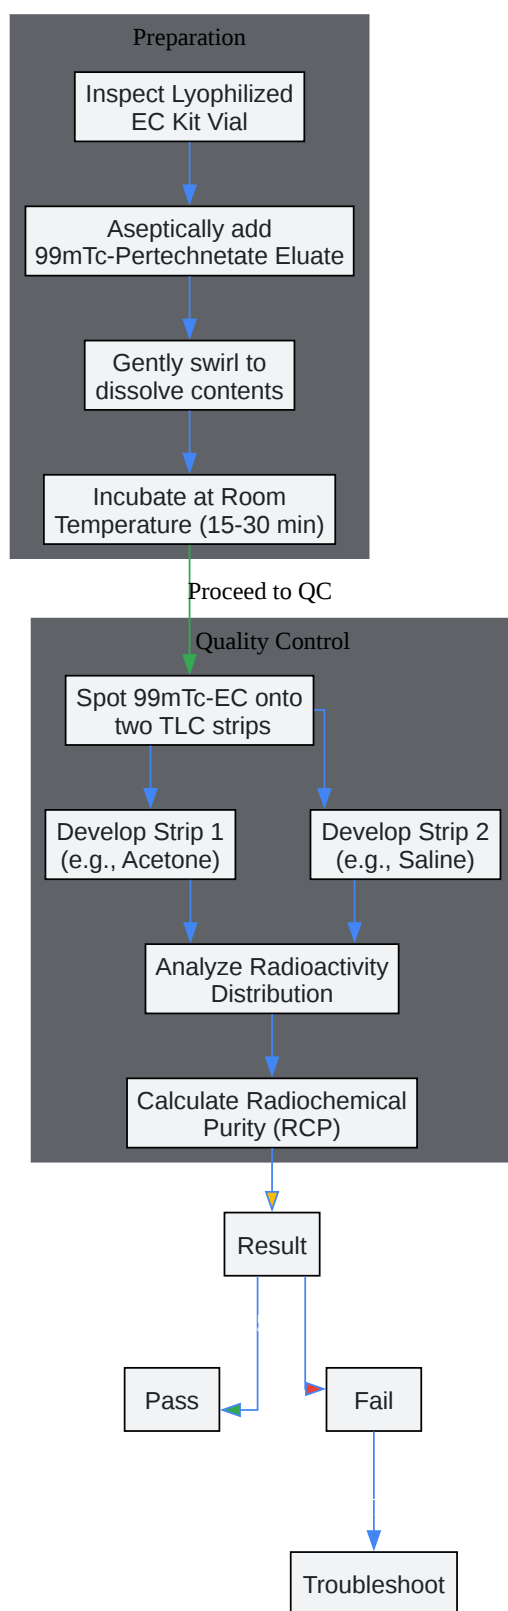 Preparation
Inspect Lyophilized
EC Kit Vial
Aseptically add
99mTc-Pertechnetate Eluate
Gently swirl to
dissolve contents
Incubate at Room
Temperature (15-30 min)
Proceed to QC
Quality Control
Spot 99mTc-EC onto
two TLC strips
Develop Strip 1
(e.g., Acetone)
Develop Strip 2
(e.g., Saline)
Analyze Radioactivity
Distribution
Calculate Radiochemical
Purity (RCP)
Result
Pass
Fail
Troubleshoot